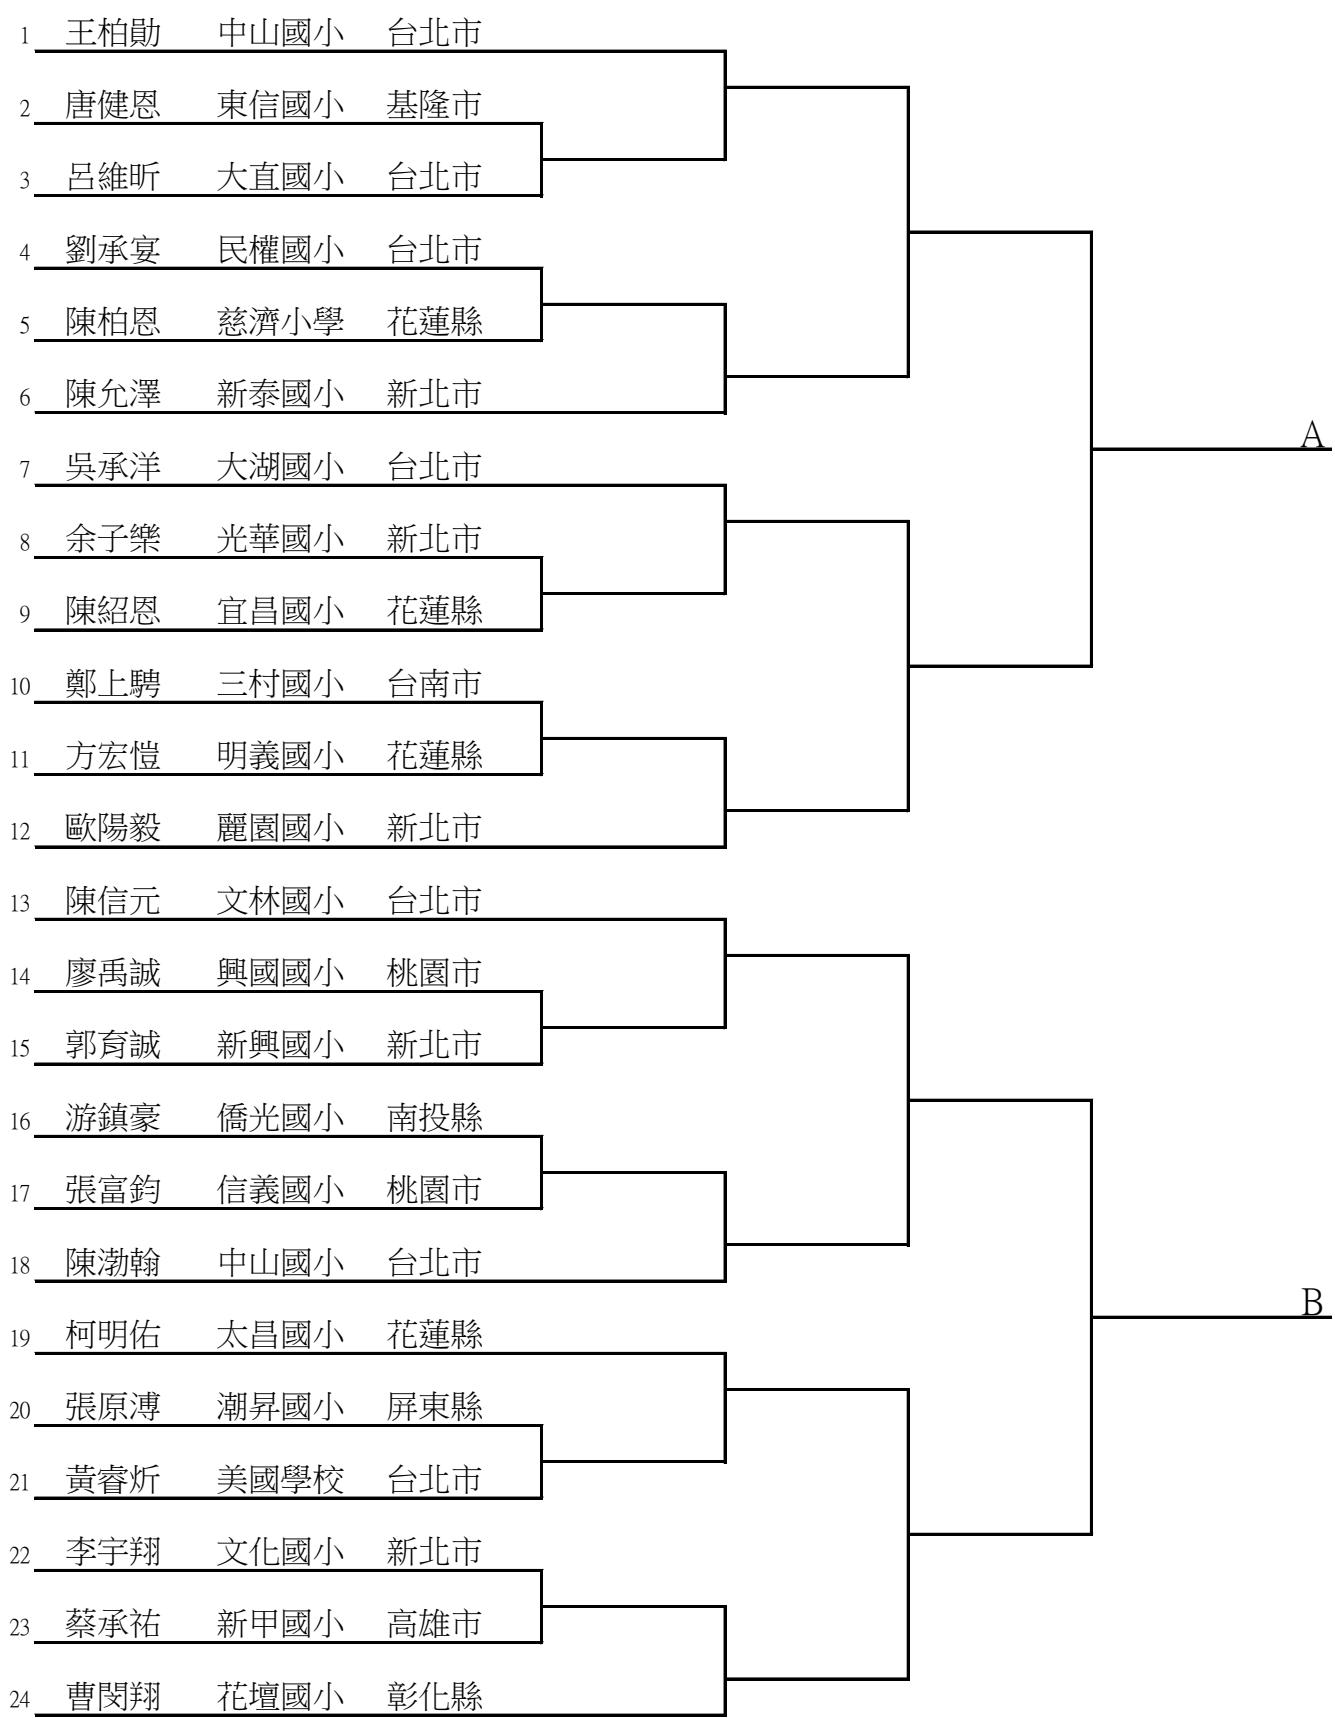 1 王柏勛 中山國小 台北市
2 唐健恩 東信國小 基隆市
3 呂維昕 大直國小 台北市
4 劉承宴 民權國小 台北市
5 陳柏恩 慈濟小學 花蓮縣
6 陳允澤 新泰國小 新北市
A
7 吳承洋 大湖國小 台北市
8 余子樂 光華國小 新北市
9 陳紹恩 宜昌國小 花蓮縣
10 鄭上騁 三村國小 台南市
11 方宏愷 明義國小 花蓮縣
12 歐陽毅 麗園國小 新北市
13 陳信元 文林國小 台北市
14 廖禹誠 興國國小 桃園市
15 郭育誠 新興國小 新北市
16 游鎮豪 僑光國小 南投縣
17 張富鈞 信義國小 桃園市
18 陳渤翰 中山國小 台北市
B
19 柯明佑 太昌國小 花蓮縣
20 張原溥 潮昇國小 屏東縣
21 黃睿炘 美國學校 台北市
22 李宇翔 文化國小 新北市
23 蔡承祐 新甲國小 高雄市
24 曹閔翔 花壇國小 彰化縣